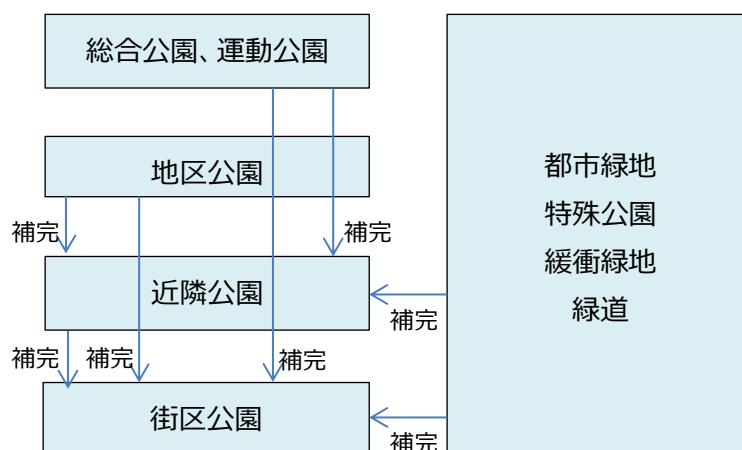 総合公園、運動公園
地区公園
補完
補完
近隣公園
補完
補完
補完
街区公園
都市緑地
特殊公園
緩衝緑地
緑道
補完
補完